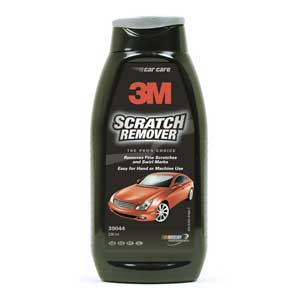 car care
3M
SCRATCH
REMOVER
THE PRO'S CHOICE
Removes Fine Scratches
and Swirl Marks
Easy for Hand or Machine Use
39044
NASCAR